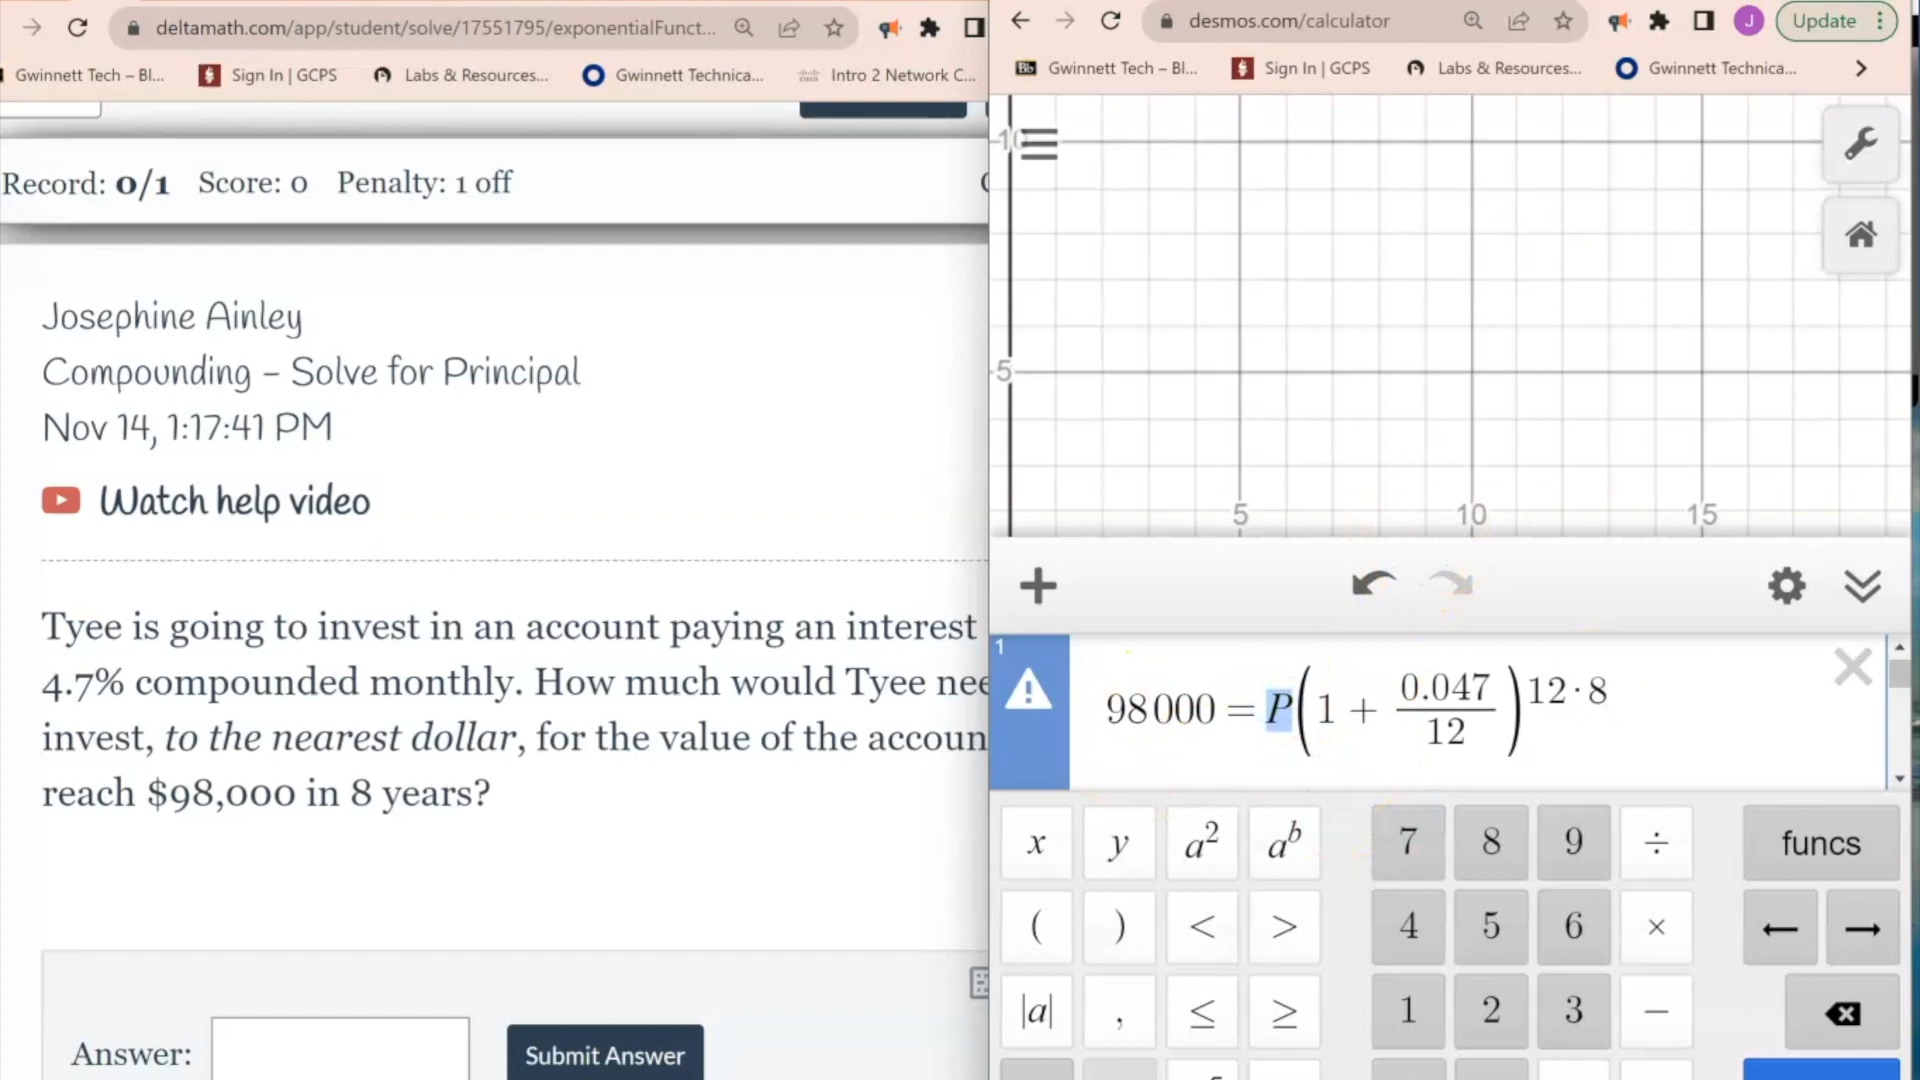 deltamath.com/app/student/solve/17551795/exponentialFunct...
Gwinnett Tech – Bl...
Sign In | GCPS
Labs & Resources...
Gwinnett Technica...
Intro 2 Network C...
Record: 0/1 Score: 0 Penalty: 1 off
Josephine Ainley
Compounding – Solve for Principal
Nov 14, 1:17:41 PM
Watch help video
Tyee is going to invest in an account paying an interest
4.7% compounded monthly. How much would Tyee
invest, to the nearest dollar, for the value of the
reach $98,000 in 8 years?
Answer:
Submit Answer
desmos.com/calculator
J
Update
Bb Gwinnett Tech – Bl...
Sign In | GCPS
Labs & Resources...
Gwinnett Technica...
10
5
5 10 15
1
98000 = P(1 + 0.047/12)^12·8
x y a² aᵇ 7 8 9 ÷ funcs
( ) < > 4 5 6 × ← →
|a| , ≤ ≥ 1 2 3 −